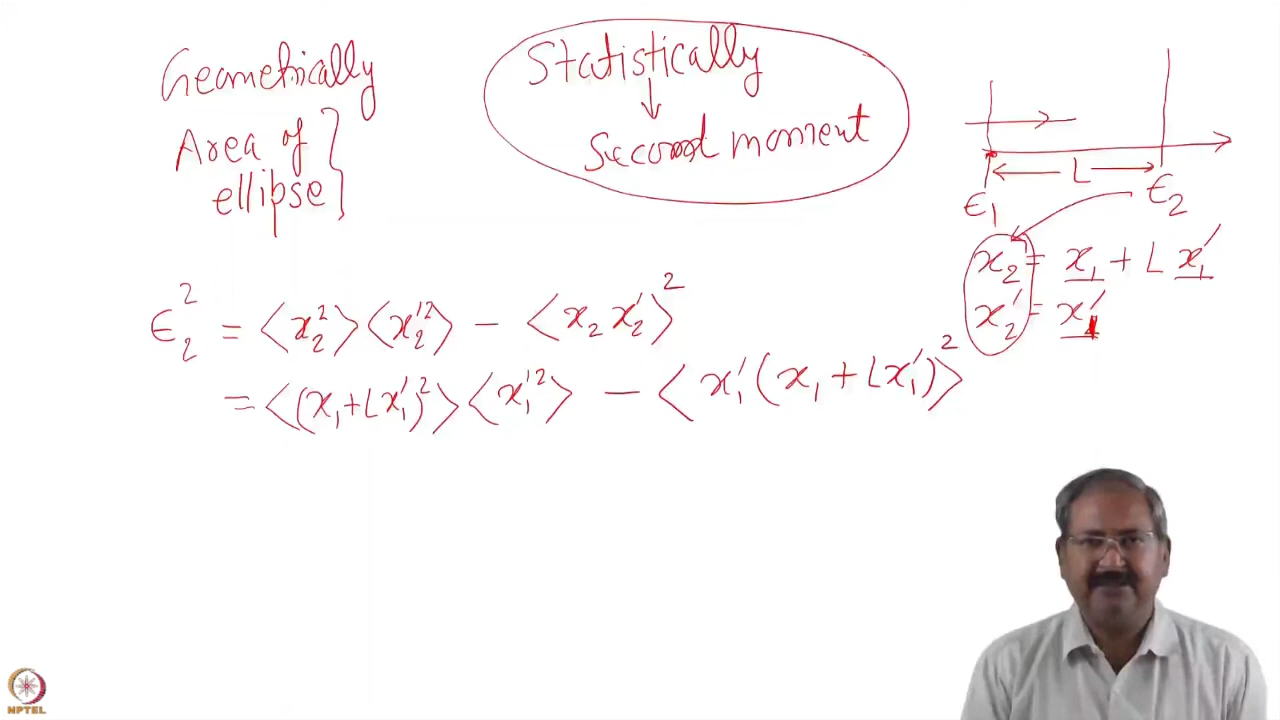 Geometrically
Area of
ellipse
Statistically
↓
Second moment
L
ϵ₁
ϵ₂
x₂ = x₁ + L x₁′
x₂′ = x₁′
ϵ₂² = ⟨x₂²⟩⟨x₂′²⟩ − ⟨x₂ x₂′⟩²
= ⟨(x₁+Lx₁′)²⟩⟨x₁′²⟩ − ⟨x₁′(x₁+Lx₁′)⟩²
NPTEL